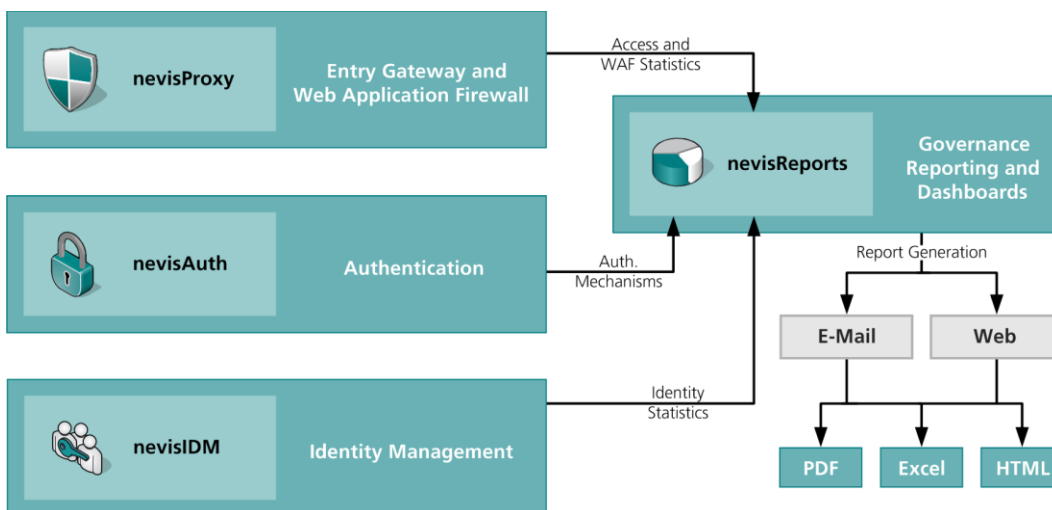 nevisProxy
Entry Gateway and
Web Application Firewall
Access and
WAF Statistics
nevisReports
Governance
Reporting and
Dashboards
nevisAuth
Authentication
Auth.
Mechanisms
Report Generation
E-Mail
Web
nevisIDM
Identity Management
Identity
Statistics
PDF
Excel
HTML